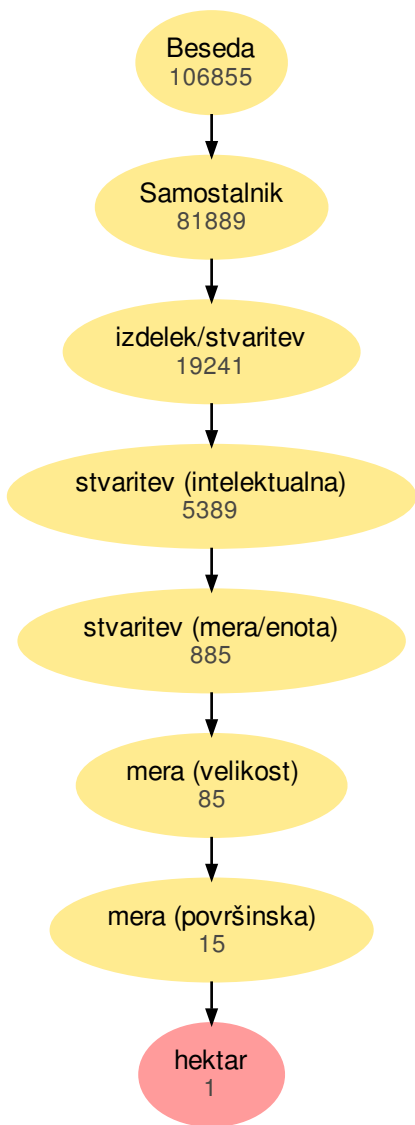 Beseda
106855
Samostalnik
81889
izdelek/stvaritev
19241
stvaritev (intelektualna)
5389
stvaritev (mera/enota)
885
mera (velikost)
85
mera (površinska)
15
hektar
1